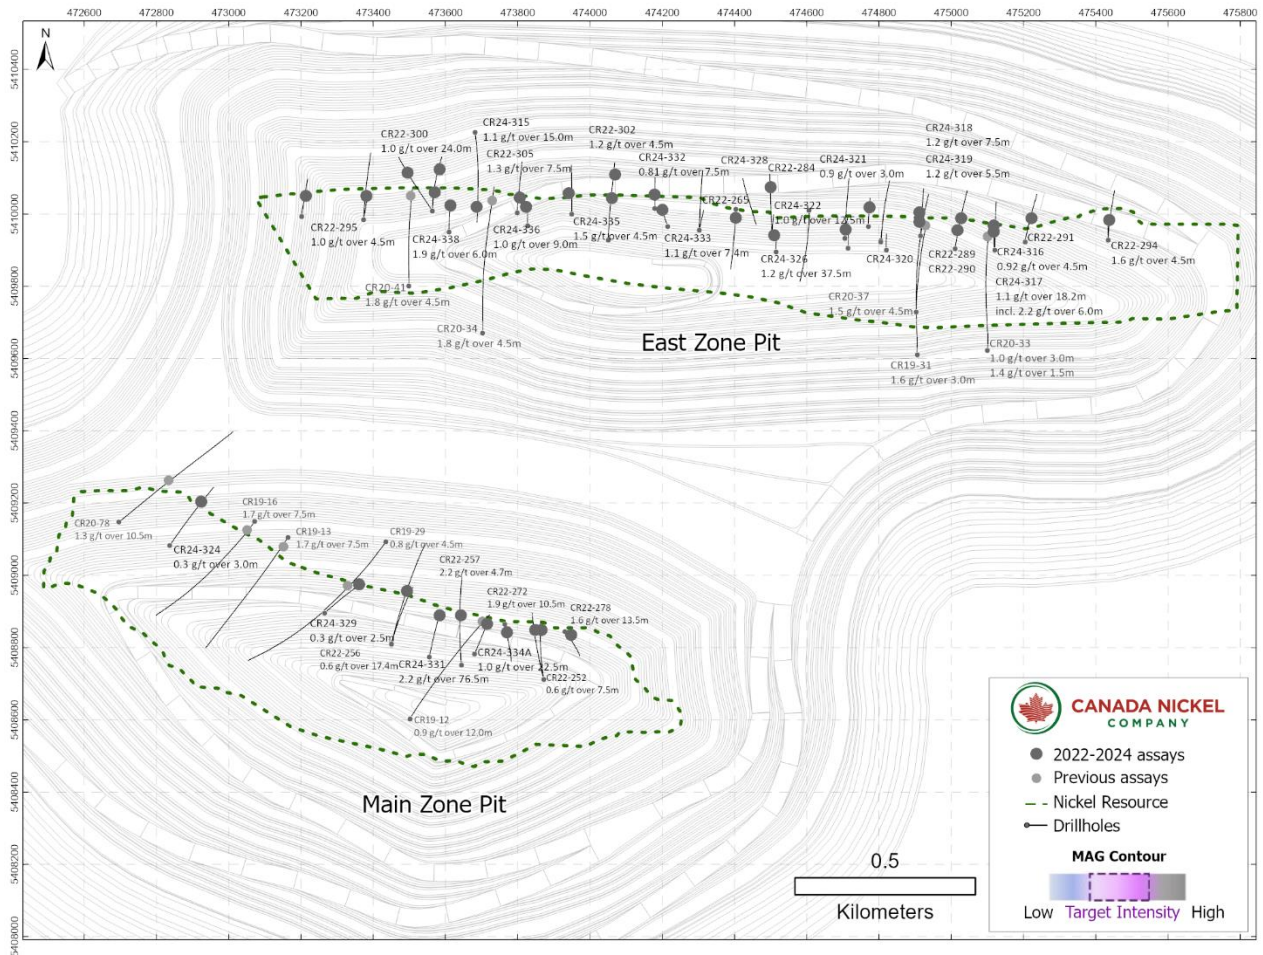 472600 472800 473000 473200 473400 473600 473800 474000 474200 474400 474600 474800 475000 475200 475400 475600 475800
N
5410400
5410200
5410000
5409800
5409600
5409400
5409200
5409000
5408800
5408600
5408400
5408200
5408000
CR24-315
1.1 g/t over 15.0m
CR22-300
1.0 g/t over 24.0m
CR22-305
1.3 g/t over 7.5m
CR22-302
1.2 g/t over 4.5m
CR24-332
0.81 g/t over 7.5m
CR24-328
CR22-284
CR24-321
0.9 g/t over 3.0m
CR24-318
1.2 g/t over 7.5m
CR24-319
1.2 g/t over 5.5m
CR22-295
1.0 g/t over 4.5m
CR24-338
1.9 g/t over 6.0m
CR24-336
1.0 g/t over 9.0m
CR24-335
1.5 g/t over 4.5m
CR22-265
CR24-333
1.1 g/t over 7.4m
CR24-322
1.0 g/t over 12.5m
CR24-326
1.2 g/t over 37.5m
CR24-320
CR22-289
CR22-290
CR22-291
CR24-316
0.92 g/t over 4.5m
CR24-317
1.1 g/t over 18.2m
incl. 2.2 g/t over 6.0m
CR22-294
1.6 g/t over 4.5m
CR20-41
1.8 g/t over 4.5m
CR20-34
1.8 g/t over 4.5m
CR20-37
1.5 g/t over 4.5m
CR19-31
1.6 g/t over 3.0m
CR20-33
1.0 g/t over 3.0m
1.4 g/t over 1.5m
East Zone Pit
CR20-78
1.3 g/t over 10.5m
CR24-324
0.3 g/t over 3.0m
CR19-16
1.7 g/t over 7.5m
CR19-13
1.7 g/t over 7.5m
CR19-29
0.8 g/t over 4.5m
CR22-257
2.2 g/t over 4.7m
CR22-272
1.9 g/t over 10.5m
CR22-278
1.6 g/t over 13.5m
CR24-329
0.3 g/t over 2.5m
CR22-256
0.6 g/t over 17.4m
CR24-331
2.2 g/t over 76.5m
CR24-334A
1.0 g/t over 22.5m
CR22-252
0.6 g/t over 7.5m
CR19-12
0.9 g/t over 12.0m
Main Zone Pit
0.5
Kilometers
CANADA NICKEL
COMPANY
2022-2024 assays
Previous assays
Nickel Resource
Drillholes
MAG Contour
Low Target Intensity High